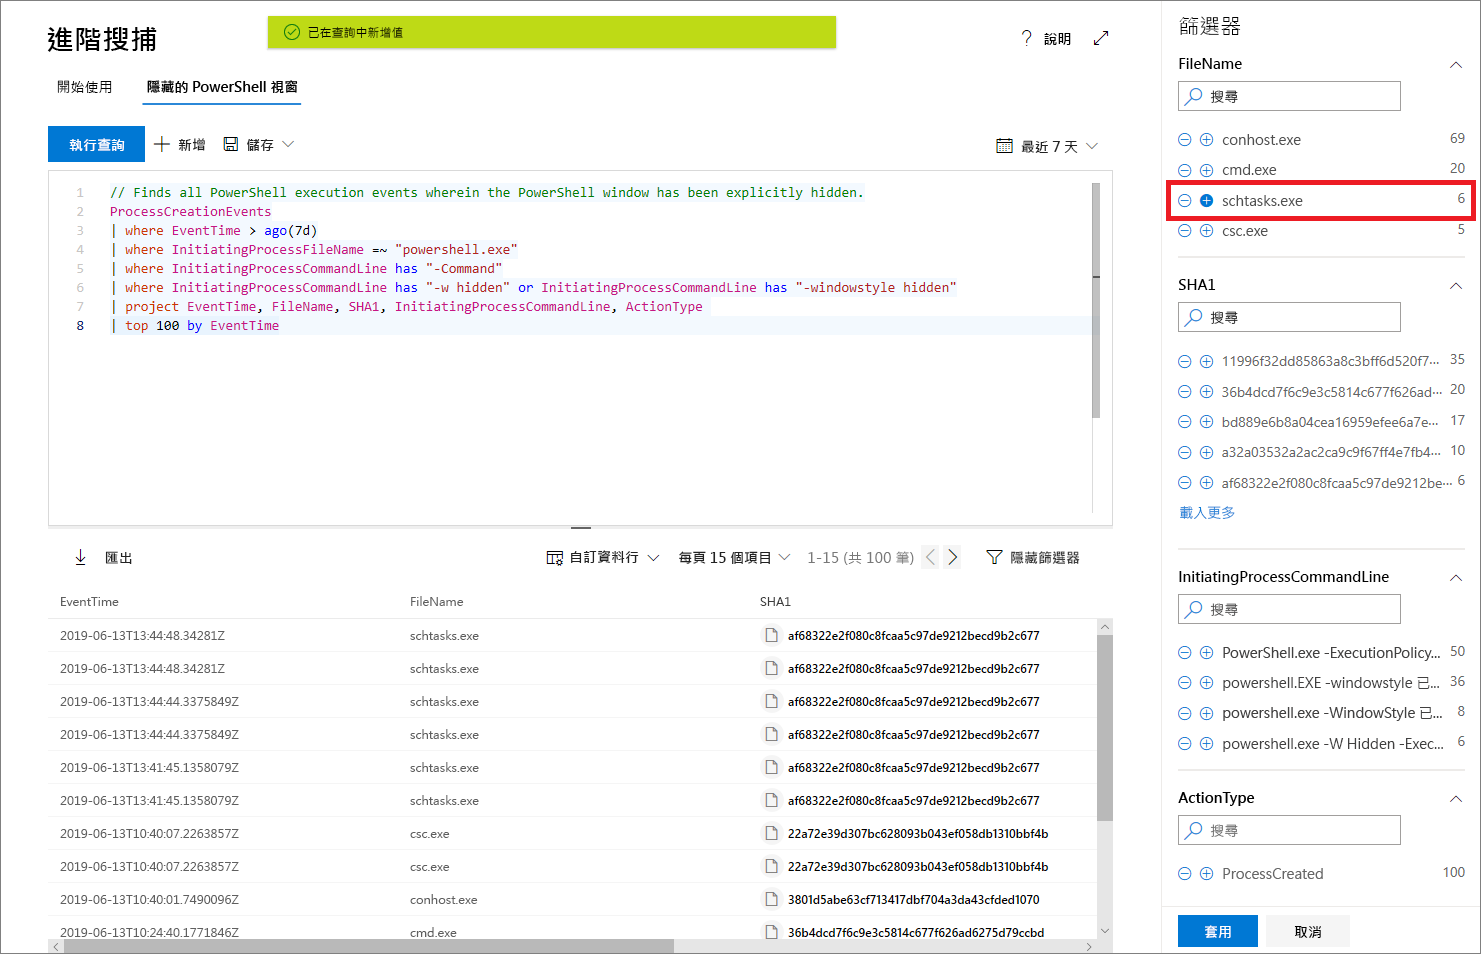 進階搜捕
已在查詢中新增值
? 說明
開始使用
隱藏的 PowerShell 視窗
執行查詢
新增
儲存
最近 7 天
1 // Finds all PowerShell execution events wherein the PowerShell window has been explicitly hidden.
2 ProcessCreationEvents
3 | where EventTime > ago(7d)
4 | where InitiatingProcessFileName =~ "powershell.exe"
5 | where InitiatingProcessCommandLine has "-Command"
6 | where InitiatingProcessCommandLine has "-w hidden" or InitiatingProcessCommandLine has "-windowstyle hidden"
7 | project EventTime, FileName, SHA1, InitiatingProcessCommandLine, ActionType
8 | top 100 by EventTime
匯出
自訂資料行
每頁 15 個項目
1-15 (共 100 筆)
隱藏篩選器
EventTime FileName SHA1
2019-06-13T13:44:48.34281Z schtasks.exe af68322e2f080c8fcaa5c97de9212becd9b2c677
2019-06-13T13:44:48.34281Z schtasks.exe af68322e2f080c8fcaa5c97de9212becd9b2c677
2019-06-13T13:44:44.3375849Z schtasks.exe af68322e2f080c8fcaa5c97de9212becd9b2c677
2019-06-13T13:44:44.3375849Z schtasks.exe af68322e2f080c8fcaa5c97de9212becd9b2c677
2019-06-13T13:41:45.1358079Z schtasks.exe af68322e2f080c8fcaa5c97de9212becd9b2c677
2019-06-13T13:41:45.1358079Z schtasks.exe af68322e2f080c8fcaa5c97de9212becd9b2c677
2019-06-13T10:40:07.2263857Z csc.exe 22a72e39d307bc628093b043ef058db1310bbf4b
2019-06-13T10:40:07.2263857Z csc.exe 22a72e39d307bc628093b043ef058db1310bbf4b
2019-06-13T10:40:01.7490096Z conhost.exe 3801d5abe63cf713417dbf704a3da43cfded1070
2019-06-13T10:24:40.1771846Z cmd.exe 36b4dcd7f6c9e3c5814c677f626ad6275d79ccbd
篩選器
FileName
搜尋
conhost.exe 69
cmd.exe 20
schtasks.exe 6
csc.exe 5
SHA1
搜尋
11996f32dd85863a8c3bff6d520f7... 35
36b4dcd7f6c9e3c5814c677f626ad... 20
bd889e6b8a04cea16959efee6a7e... 17
a32a03532a2ac2ca9c9f67ff4e7fb4... 10
af68322e2f080c8fcaa5c97de9212be... 6
載入更多
InitiatingProcessCommandLine
搜尋
PowerShell.exe -ExecutionPolicy... 50
powershell.EXE -windowstyle 已... 36
powershell.exe -WindowStyle 已... 8
powershell.exe -W Hidden -Exec... 6
ActionType
搜尋
ProcessCreated 100
套用
取消